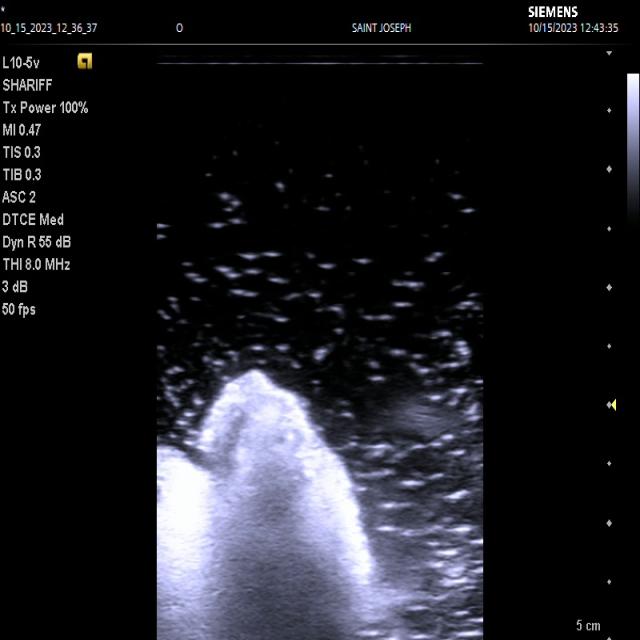 *
SIEMENS
10_15_2023_12_36_37 O SAINT JOSEPH 10/15/2023 12:43:35
L10-5v
SHARIFF
Tx Power 100%
MI 0.47
TIS 0.3
TIB 0.3
ASC 2
DTCE Med
Dyn R 55 dB
THI 8.0 MHz
3 dB
50 fps
5 cm